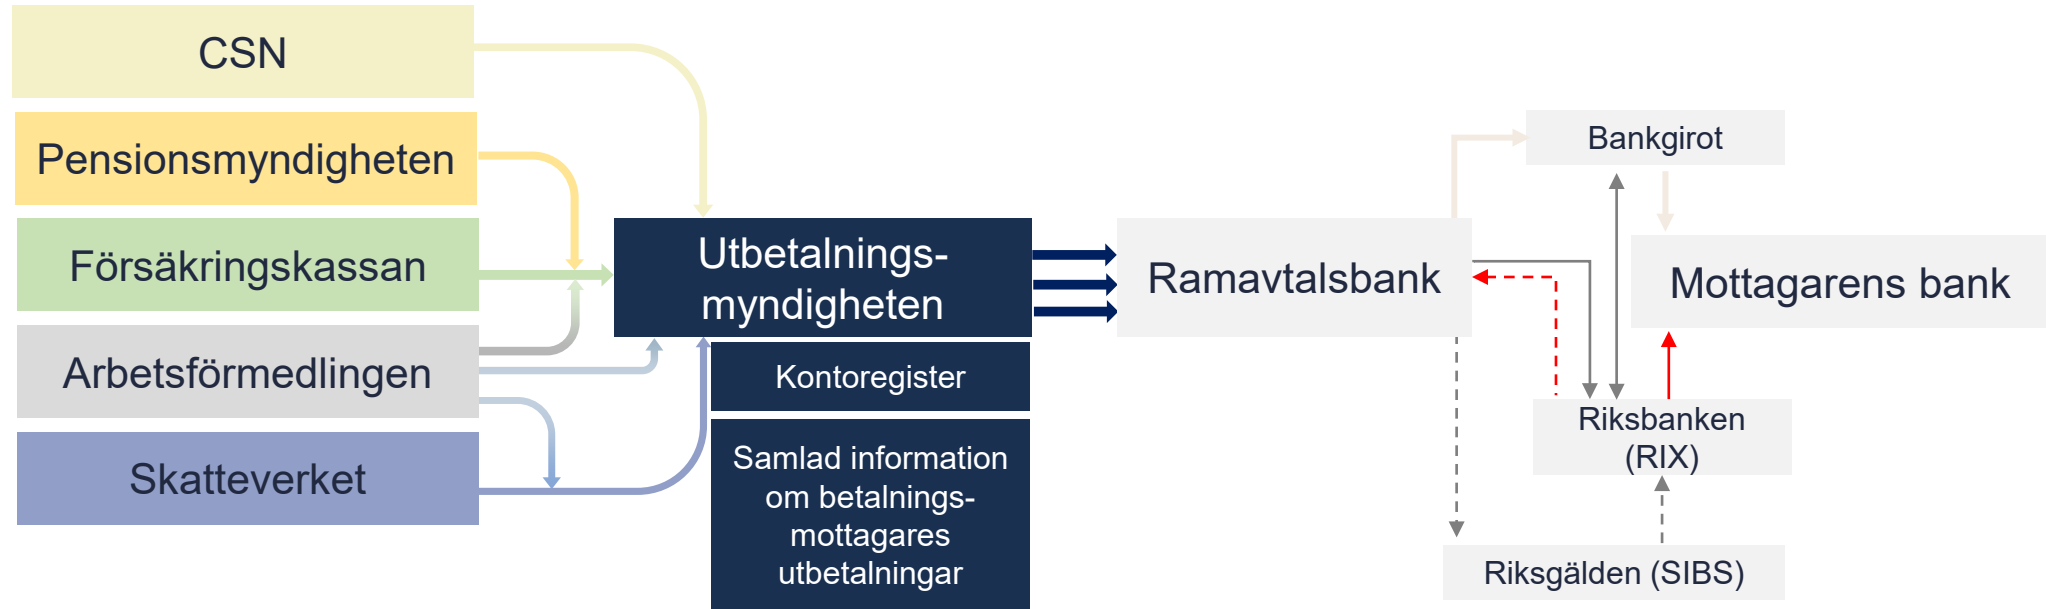 CSN
Pensionsmyndigheten
Försäkringskassan
Arbetsförmedlingen
Skatteverket
Utbetalnings-
myndigheten
Kontoregister
Samlad information
om betalnings-
mottagares
utbetalningar
Ramavtalsbank
Bankgirot
Mottagarens bank
Riksbanken
(RIX)
Riksgälden (SIBS)